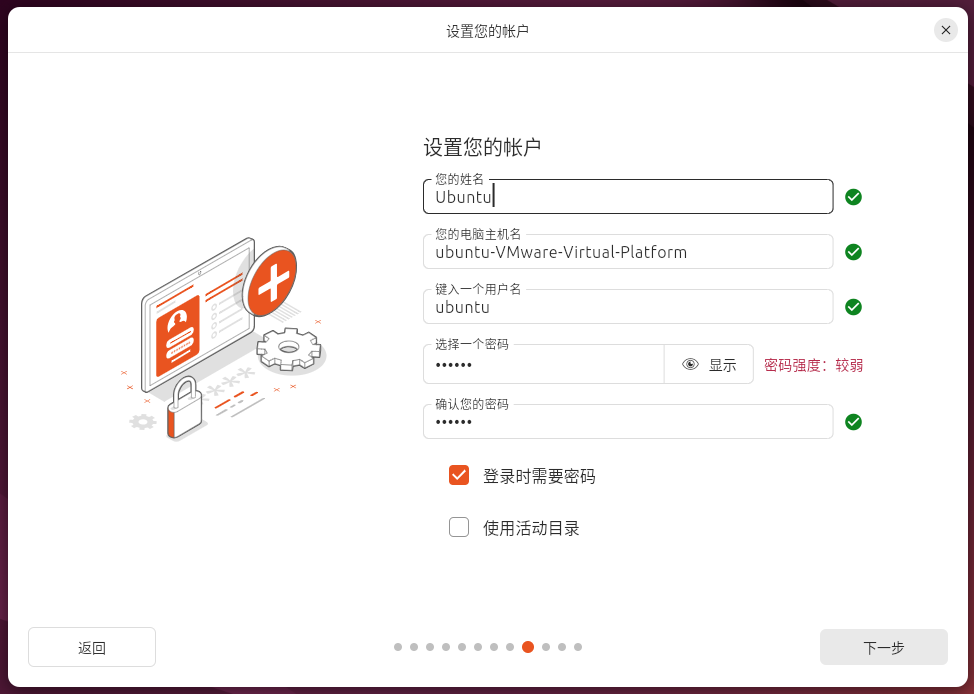 设置您的帐户
设置您的帐户
您的姓名
Ubuntu
您的电脑主机名
ubuntu-VMware-Virtual-Platform
键入一个用户名
ubuntu
选择一个密码
•••••• 显示 密码强度：较弱
确认您的密码
••••••
登录时需要密码
使用活动目录
返回 下一步